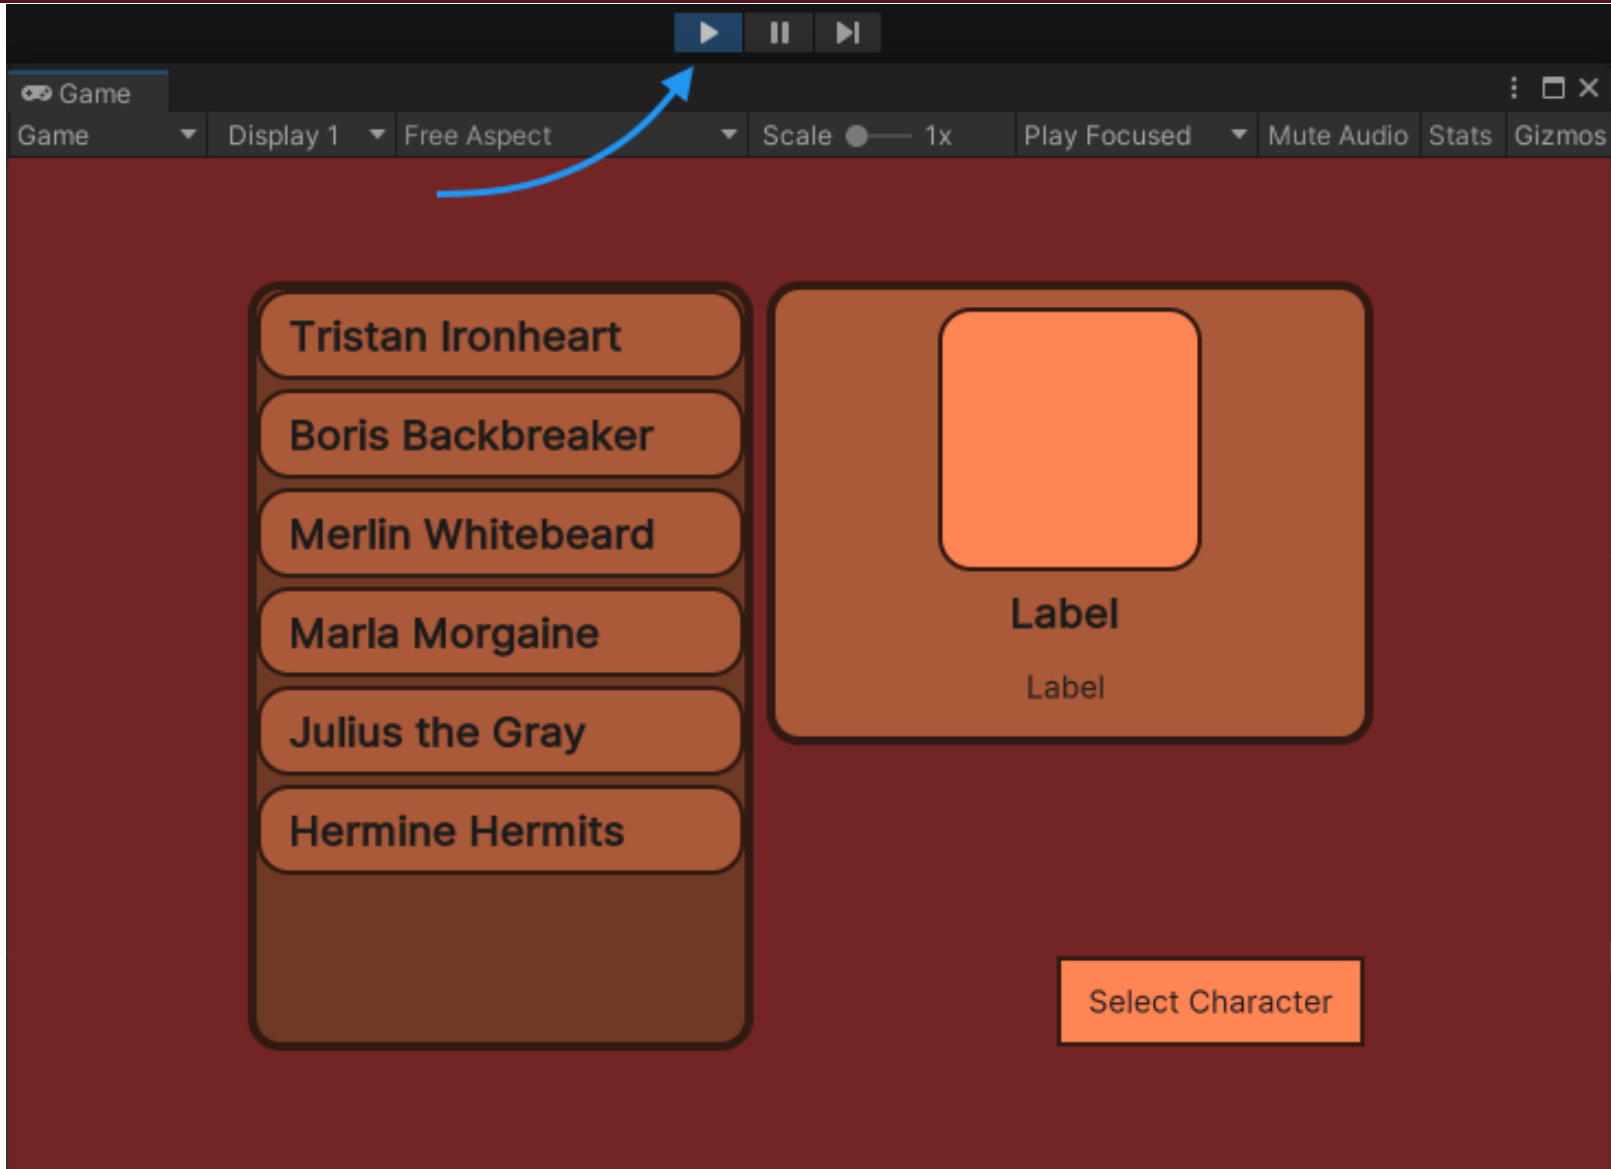 Game
Game Display 1 Free Aspect Scale 1x Play Focused Mute Audio Stats Gizmos
Tristan Ironheart
Boris Backbreaker
Merlin Whitebeard
Marla Morgaine
Julius the Gray
Hermine Hermits
Label
Label
Select Character